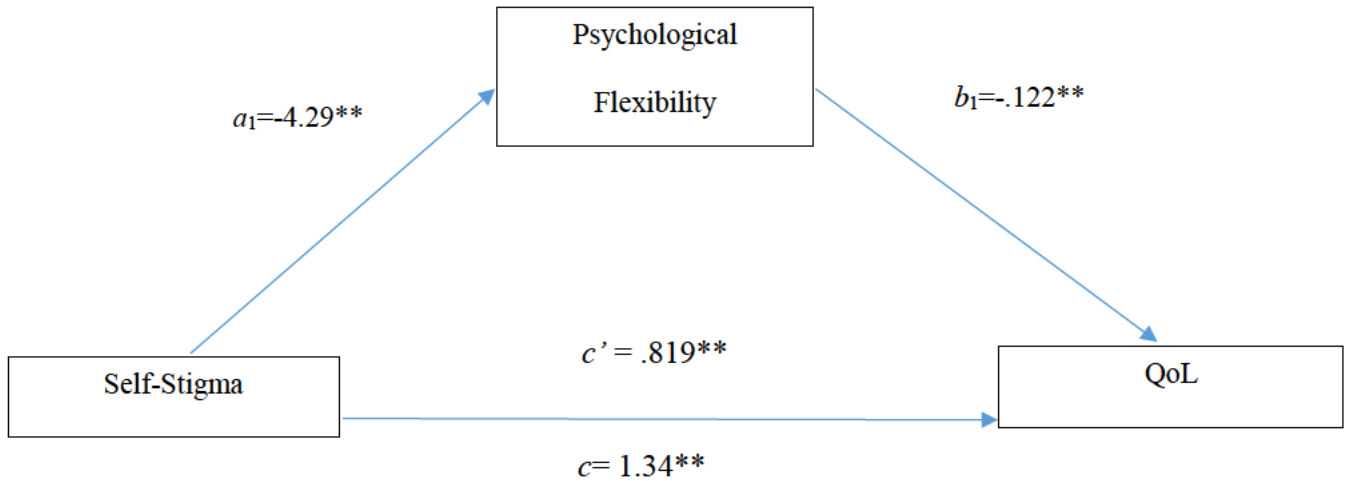 Psychological
Flexibility
a₁=-4.29**
b₁=-.122**
c’ = .819**
Self-Stigma
QoL
c= 1.34**